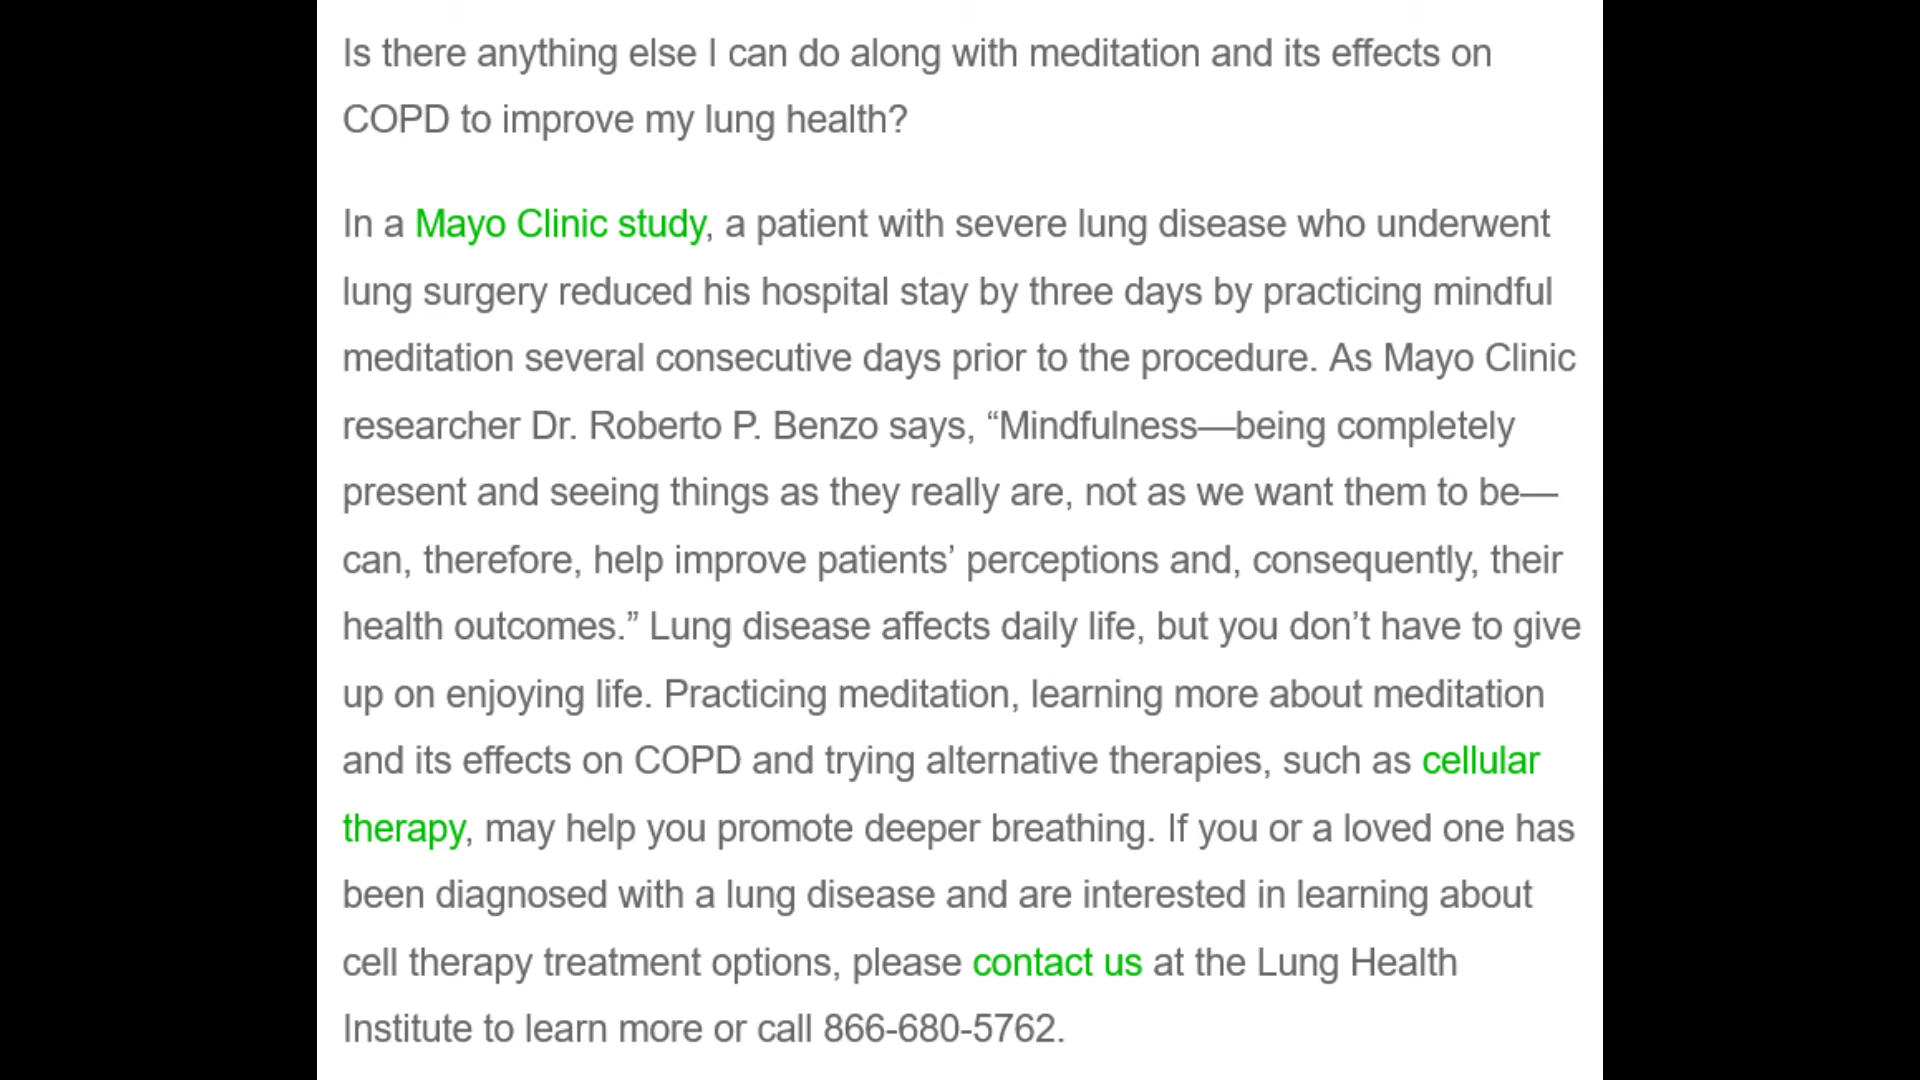 Is there anything else I can do along with meditation and its effects on
COPD to improve my lung health?
In a Mayo Clinic study, a patient with severe lung disease who underwent
lung surgery reduced his hospital stay by three days by practicing mindful
meditation several consecutive days prior to the procedure. As Mayo Clinic
researcher Dr. Roberto P. Benzo says, “Mindfulness—being completely
present and seeing things as they really are, not as we want them to be—
can, therefore, help improve patients’ perceptions and, consequently, their
health outcomes.” Lung disease affects daily life, but you don’t have to give
up on enjoying life. Practicing meditation, learning more about meditation
and its effects on COPD and trying alternative therapies, such as cellular
therapy, may help you promote deeper breathing. If you or a loved one has
been diagnosed with a lung disease and are interested in learning about
cell therapy treatment options, please contact us at the Lung Health
Institute to learn more or call 866-680-5762.